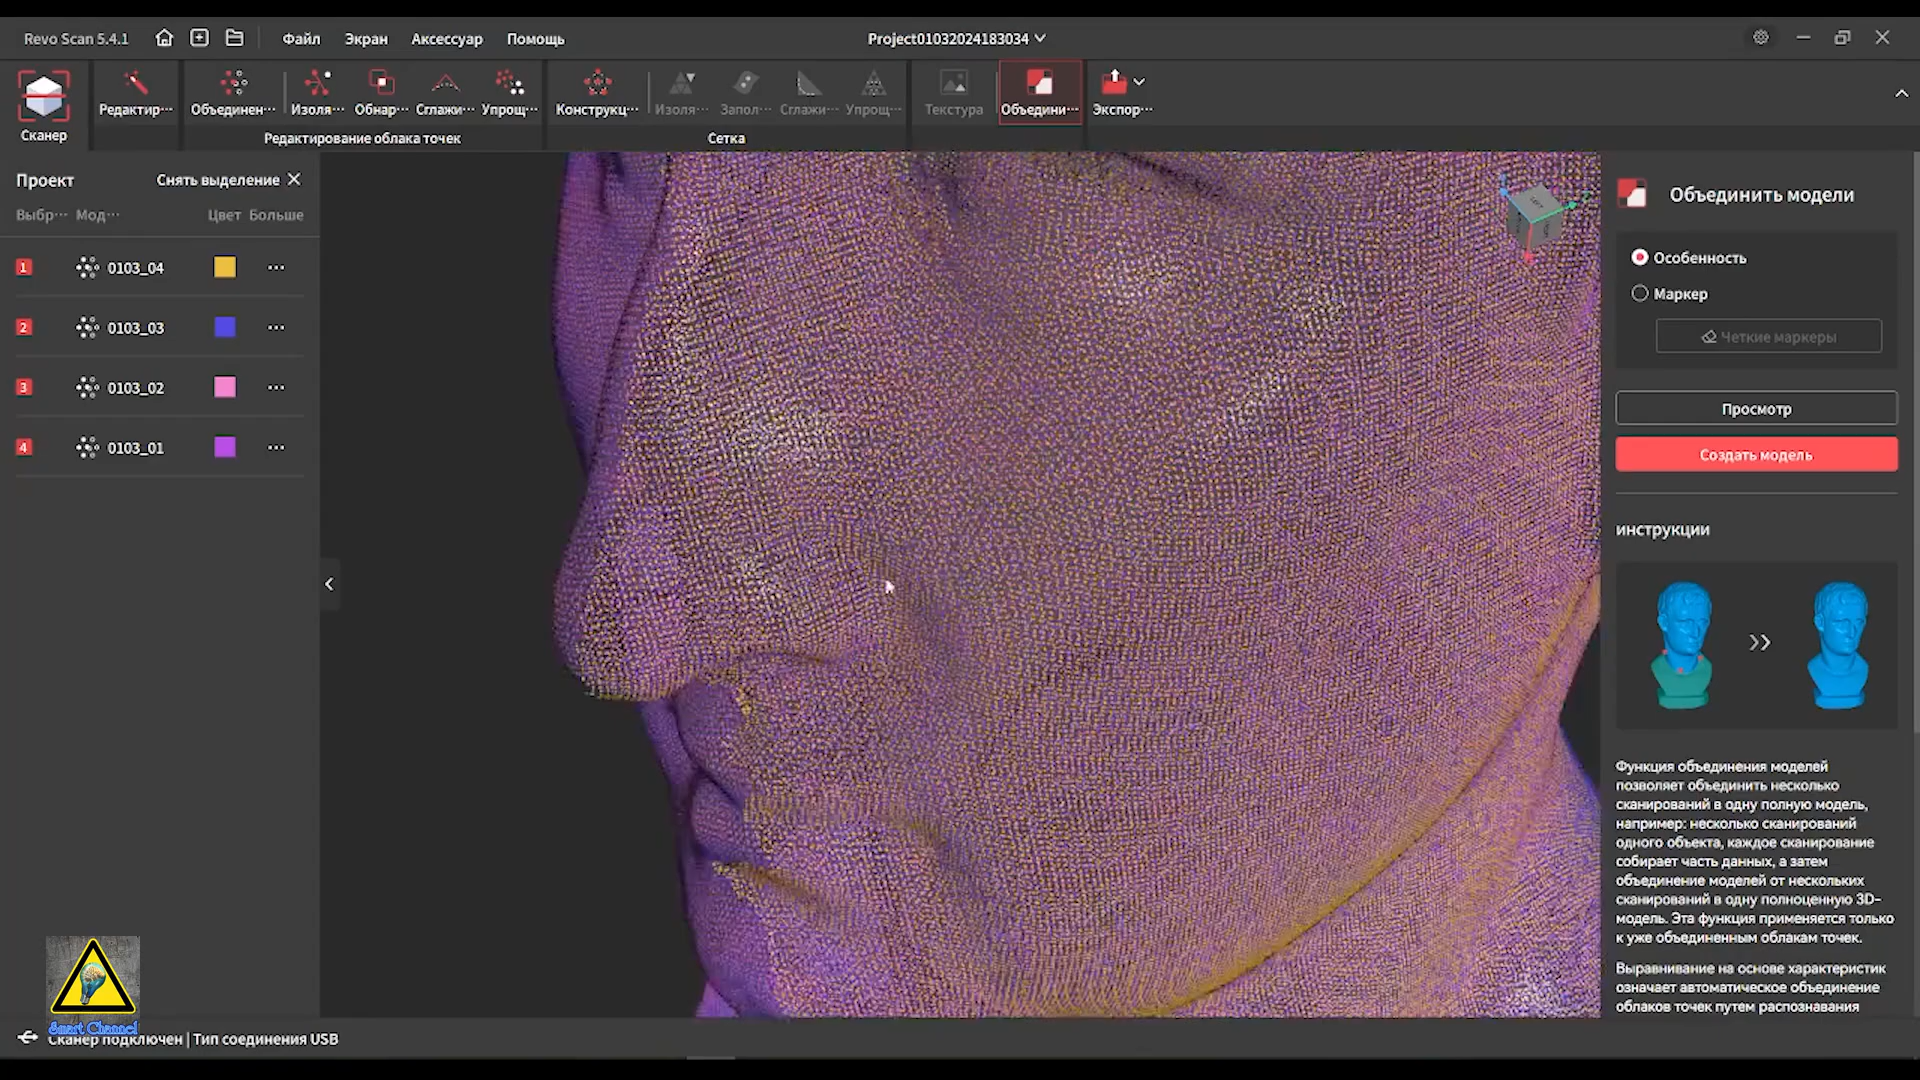 Revo Scan 5.4.1
Файл
Экран
Аксессуар
Помощь
Project01032024183034
Сканер
Редактир···
Объединен···
Изоля···
Обнар···
Сглажи···
Упрощ···
Редактирование облака точек
Конструкц···
Изоля···
Запол···
Сглажи···
Упрощ···
Сетка
Текстура
Объедини···
Экспор···
Проект
Снять выделение
Выбр··· Мод··· Цвет Больше
1 0103_04 ···
2 0103_03 ···
3 0103_02 ···
4 0103_01 ···
Объединить модели
Особенность
Маркер
Четкие маркеры
Просмотр
Создать модель
инструкции
Функция объединения моделей
позволяет объединить несколько
сканирований в одну полную модель,
например: несколько сканирований
одного объекта, каждое сканирование
собирает часть данных, а затем
объединение моделей от нескольких
сканирований в одну полноценную 3D-
модель. Эта функция применяется только
к уже объединенным облакам точек.
Выравнивание на основе характеристик
означает автоматическое объединение
облаков точек путем распознавания
Smart Channel
Сканер подключен | Тип соединения USB